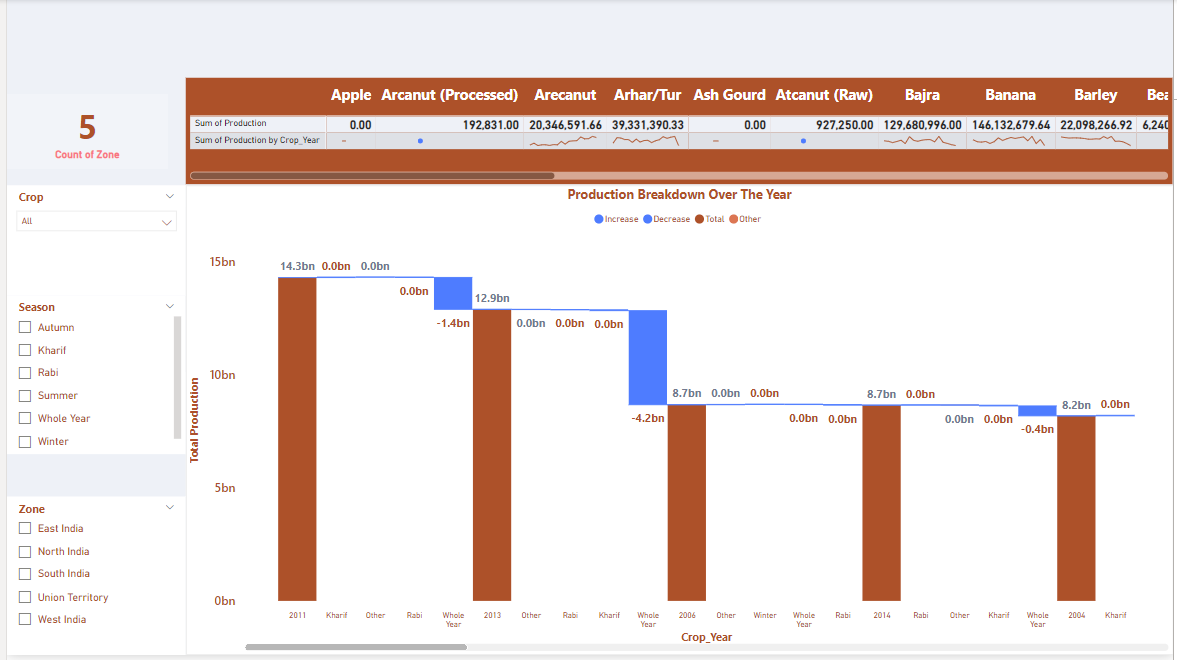 Apple Arcanut (Processed) Arecanut Arhar/Tur Ash Gourd Atcanut (Raw) Bajra Banana Barley
Sum of Production 0.00 192,831.00 20,346,591.66 39,331,390.33 0.00 927,250.00 129,680,996.00 146,132,679.64 22,098,266.92
Sum of Production by Crop_Year
5
Count of Zone
Crop
All
Season
Autumn
Kharif
Rabi
Summer
Whole Year
Winter
Zone
East India
North India
South India
Union Territory
West India
Production Breakdown Over The Year
Increase Decrease Total Other
Total Production
15bn
10bn
5bn
0bn
14.3bn 0.0bn 0.0bn
0.0bn
-1.4bn
12.9bn
0.0bn 0.0bn 0.0bn
-4.2bn
8.7bn 0.0bn 0.0bn
0.0bn 0.0bn
8.7bn 0.0bn
0.0bn 0.0bn
-0.4bn
8.2bn 0.0bn
2011 Kharif Other Rabi Whole Year 2013 Other Rabi Kharif Whole Year 2006 Other Winter Whole Year Rabi 2014 Rabi Other Kharif Whole Year 2004 Kharif
Crop_Year